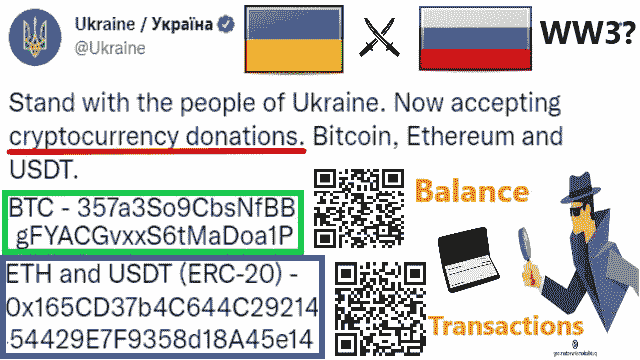 Ukraine / Україна
@Ukraine
WW3?
Stand with the people of Ukraine. Now accepting
cryptocurrency donations. Bitcoin, Ethereum and
USDT.
BTC - 357a3So9CbsNfBB
gFYACGvxxS6tMaDoa1P
Balance
ETH and USDT (ERC-20) -
0x165CD37b4C644C29214
54429E7F9358d18A45e14
Transactions